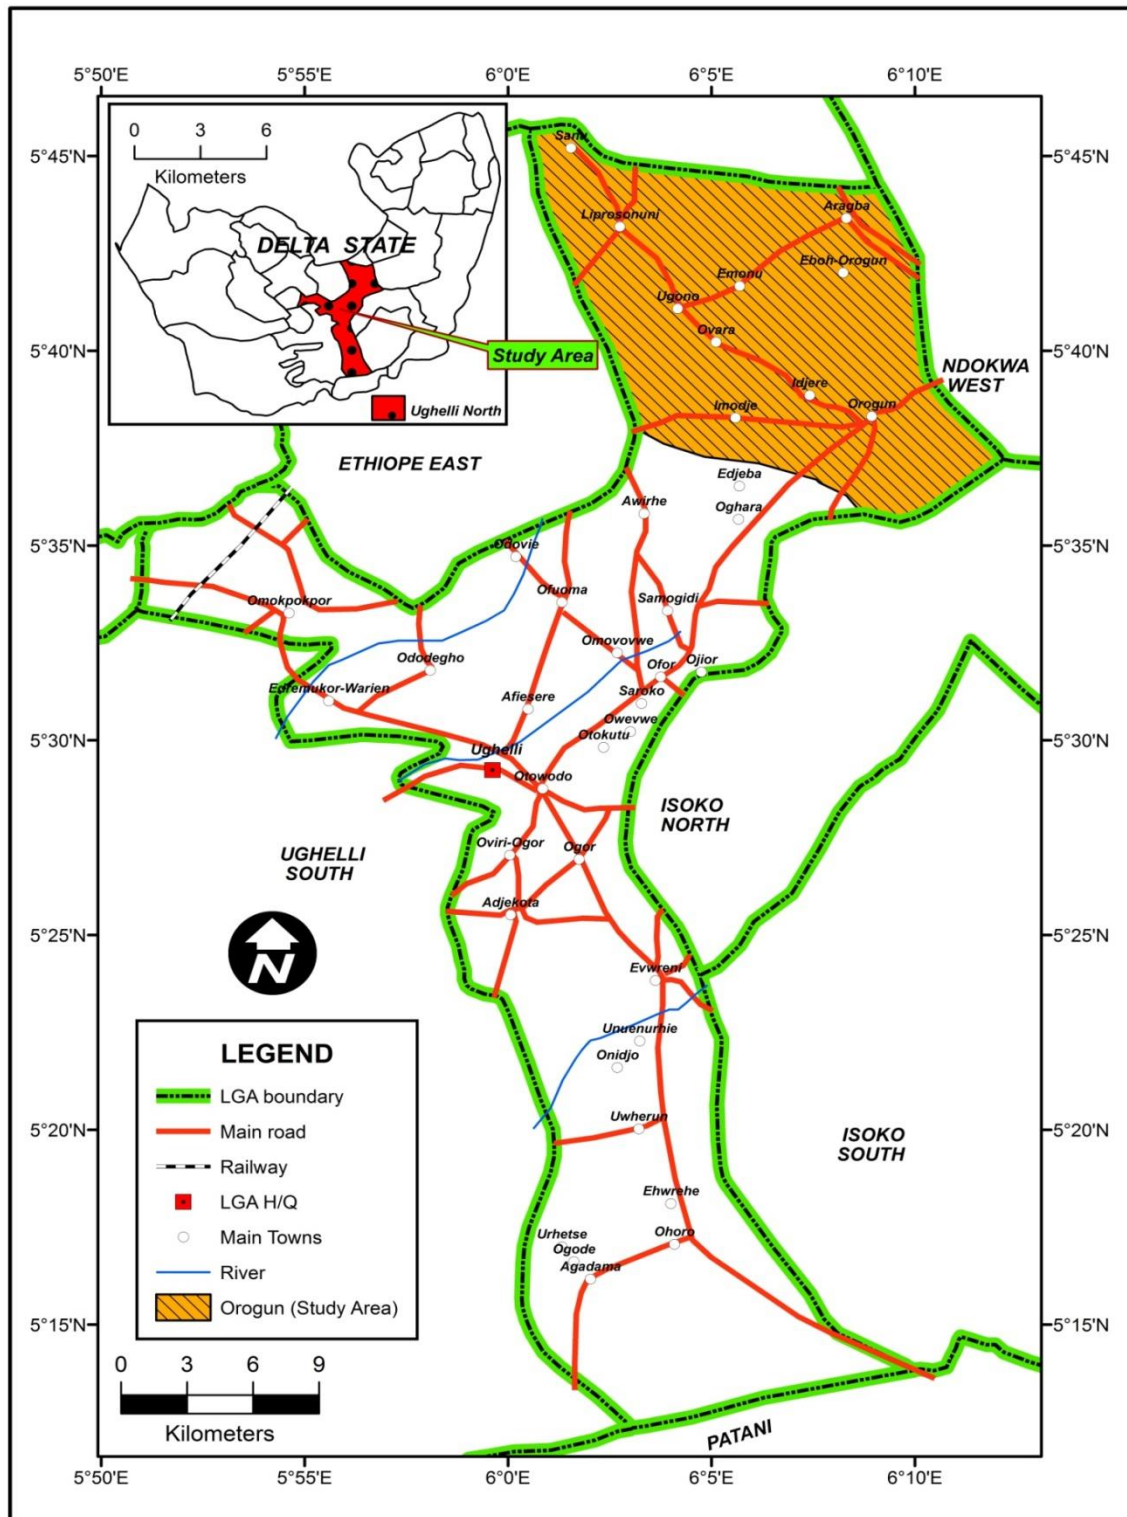 5°50'E
5°55'E
6°0'E
6°5'E
6°10'E
0
3
6
Kilometers
DELTA STATE
Study Area
Ughelli North
5°45'N
5°45'N
Sanu
Liprosonuni
Aragba
Eboh-Orogun
Emonu
Ugono
Ovara
5°40'N
5°40'N
NDOKWA
WEST
Idjere
Orogun
Imodje
ETHIOPE EAST
Edjeba
Oghara
Awirhe
5°35'N
5°35'N
Odovie
Ofuoma
Samogidi
Omokpokpor
Omovovwe
Ofor
Ojior
Ododegho
Saroko
Edremukor-Warien
Afiesere
Owevwe
Otokutu
5°30'N
5°30'N
Ughelli
Otowodo
ISOKO
NORTH
Oviri-Ogor
Ogor
UGHELLI
SOUTH
Adjekota
5°25'N
5°25'N
N
Evwreni
Unuenurhie
Onidjo
Uwherun
5°20'N
5°20'N
ISOKO
SOUTH
Ehwrehe
Urhetse
Ogode
Agadama
Ohoro
5°15'N
5°15'N
LEGEND
LGA boundary
Main road
Railway
LGA H/Q
Main Towns
River
Orogun (Study Area)
0
3
6
9
Kilometers
PATANI
5°50'E
5°55'E
6°0'E
6°5'E
6°10'E